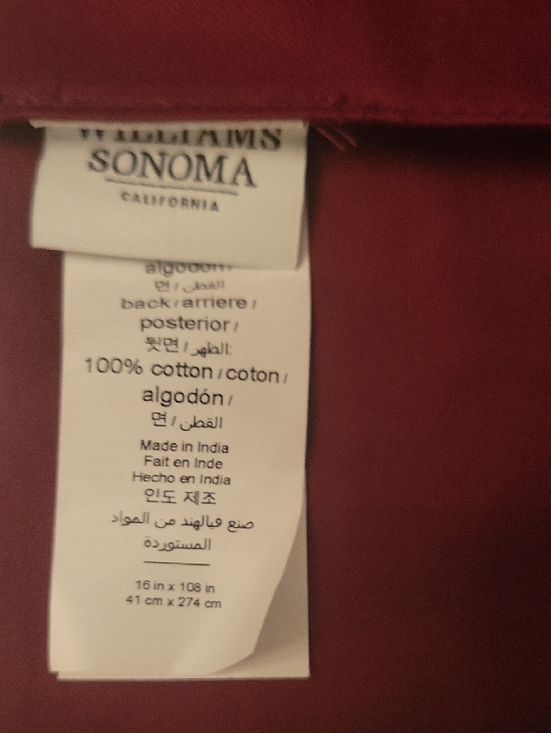 WILLIAMS
SONOMA
CALIFORNIA
algodón /
면 / القطن
back / arriere /
posterior /
뒷면 / الظهر:
100% cotton / coton /
algodón /
면 / القطن
Made in India
Fait en Inde
Hecho en India
인도 제조
صنع فيالهند من المواد
المستوردة
16 in x 108 in
41 cm x 274 cm